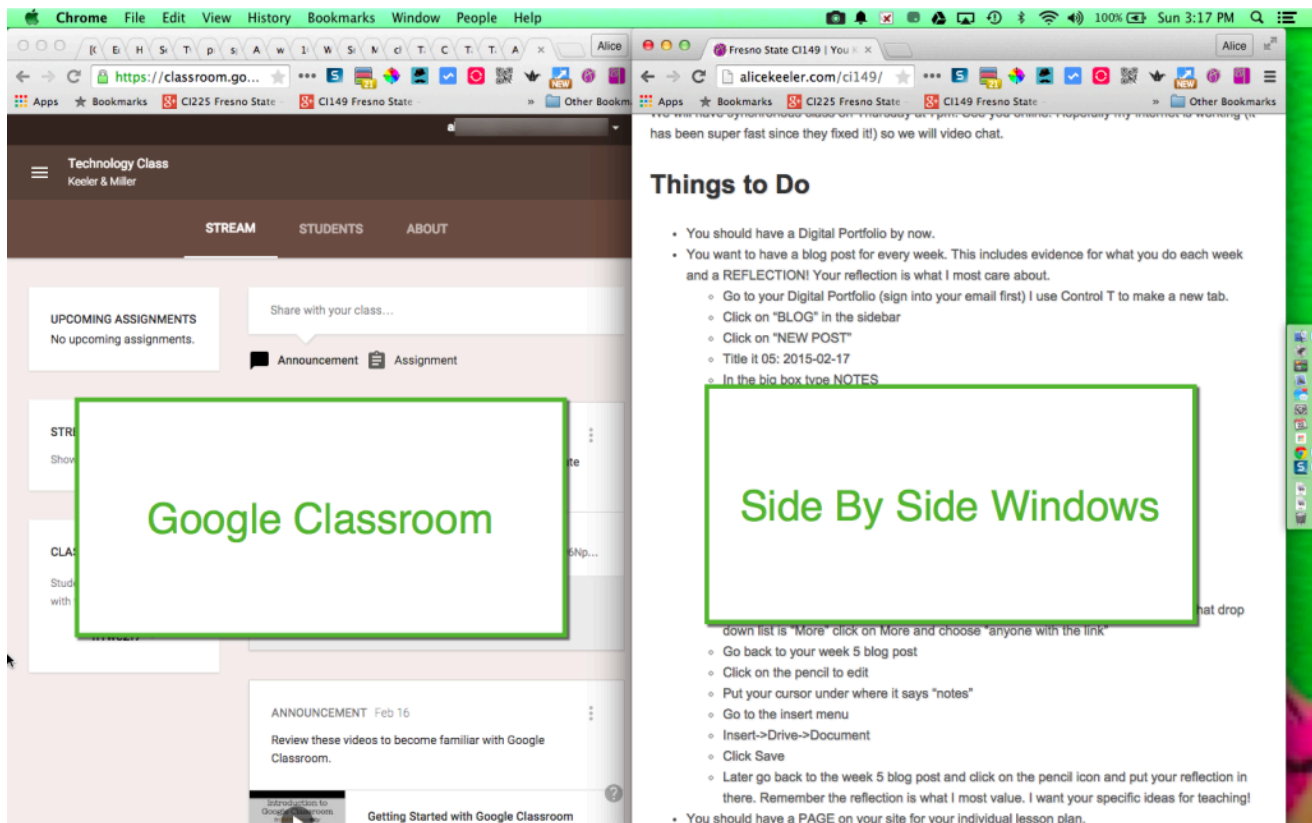 Chrome File Edit View History Bookmarks Window People Help
100% Sun 3:17 PM
Alice
https://classroom.go...
Apps Bookmarks CI225 Fresno State CI149 Fresno State » Other Bookm
Technology Class
Keeler & Miller
STREAM STUDENTS ABOUT
UPCOMING ASSIGNMENTS
No upcoming assignments.
Share with your class...
Announcement Assignment
Google Classroom
ANNOUNCEMENT Feb 16
Review these videos to become familiar with Google
Classroom.
Introduction to
Getting Started with Google Classroom
Fresno State CI149 | You
Alice
alicekeeler.com/ci149/
Apps Bookmarks CI225 Fresno State CI149 Fresno State » Other Bookmarks
has been super fast since they fixed it!) so we will video chat.
Things to Do
• You should have a Digital Portfolio by now.
• You want to have a blog post for every week. This includes evidence for what you do each week
and a REFLECTION! Your reflection is what I most care about.
◦ Go to your Digital Portfolio (sign into your email first) I use Control T to make a new tab.
◦ Click on "BLOG" in the sidebar
◦ Click on "NEW POST"
◦ Title it 05: 2015-02-17
◦ In the big box type NOTES
Side By Side Windows
hat drop
down list is "More" click on More and choose "anyone with the link"
◦ Go back to your week 5 blog post
◦ Click on the pencil to edit
◦ Put your cursor under where it says "notes"
◦ Go to the insert menu
◦ Insert->Drive->Document
◦ Click Save
◦ Later go back to the week 5 blog post and click on the pencil icon and put your reflection in
there. Remember the reflection is what I most value. I want your specific ideas for teaching!
• You should have a PAGE on your site for your individual lesson plan.